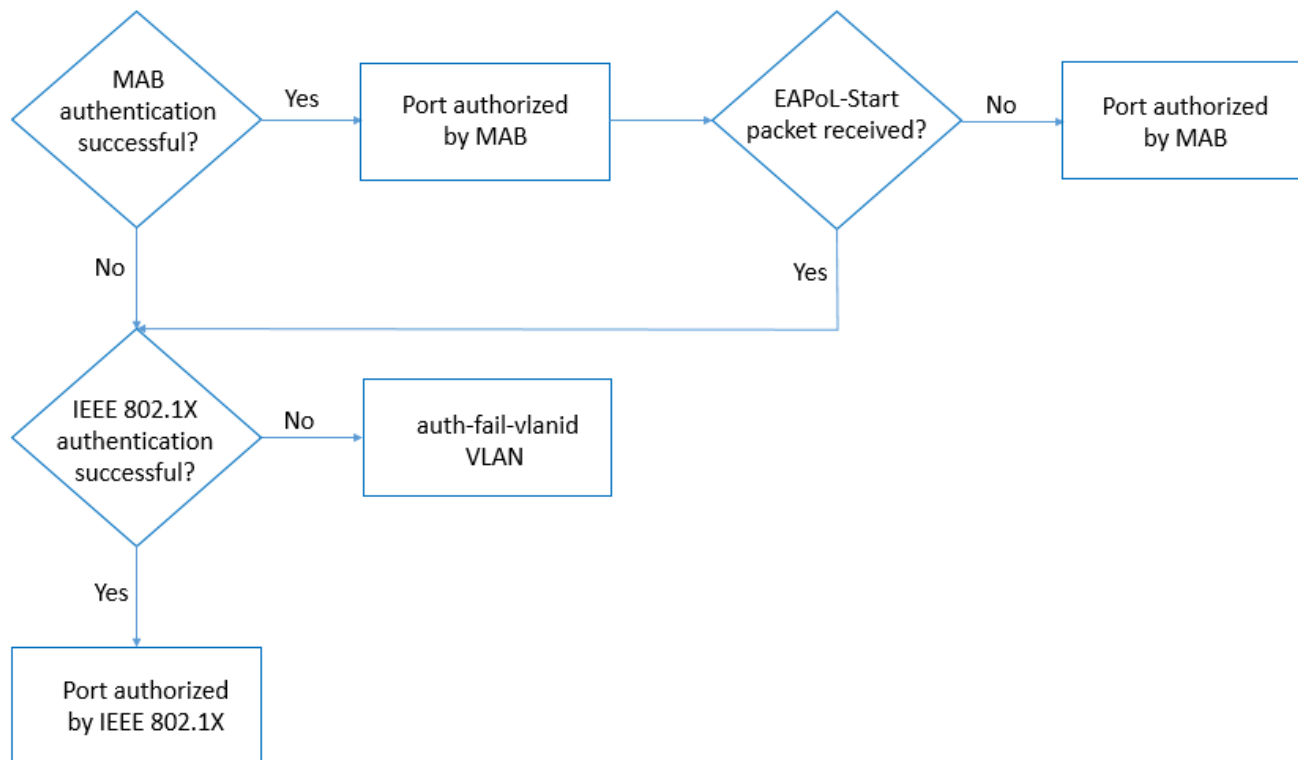 MAB
authentication
successful?
Yes
Port authorized
by MAB
EAPoL-Start
packet received?
No
Port authorized
by MAB
No
Yes
IEEE 802.1X
authentication
successful?
No
auth-fail-vlanid
VLAN
Yes
Port authorized
by IEEE 802.1X